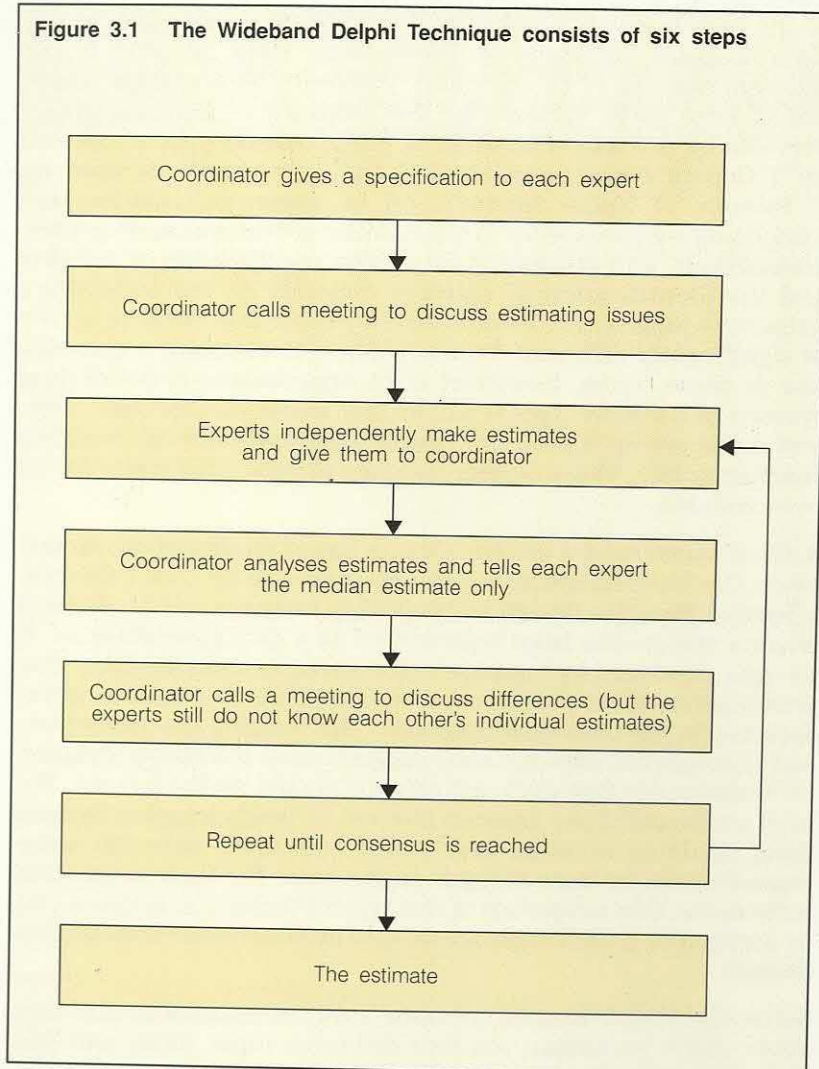 Figure 3.1 The Wideband Delphi Technique consists of six steps
Coordinator gives a specification to each expert
Coordinator calls meeting to discuss estimating issues
Experts independently make estimates
and give them to coordinator
Coordinator analyses estimates and tells each expert
the median estimate only
Coordinator calls a meeting to discuss differences (but the
experts still do not know each other's individual estimates)
Repeat until consensus is reached
The estimate